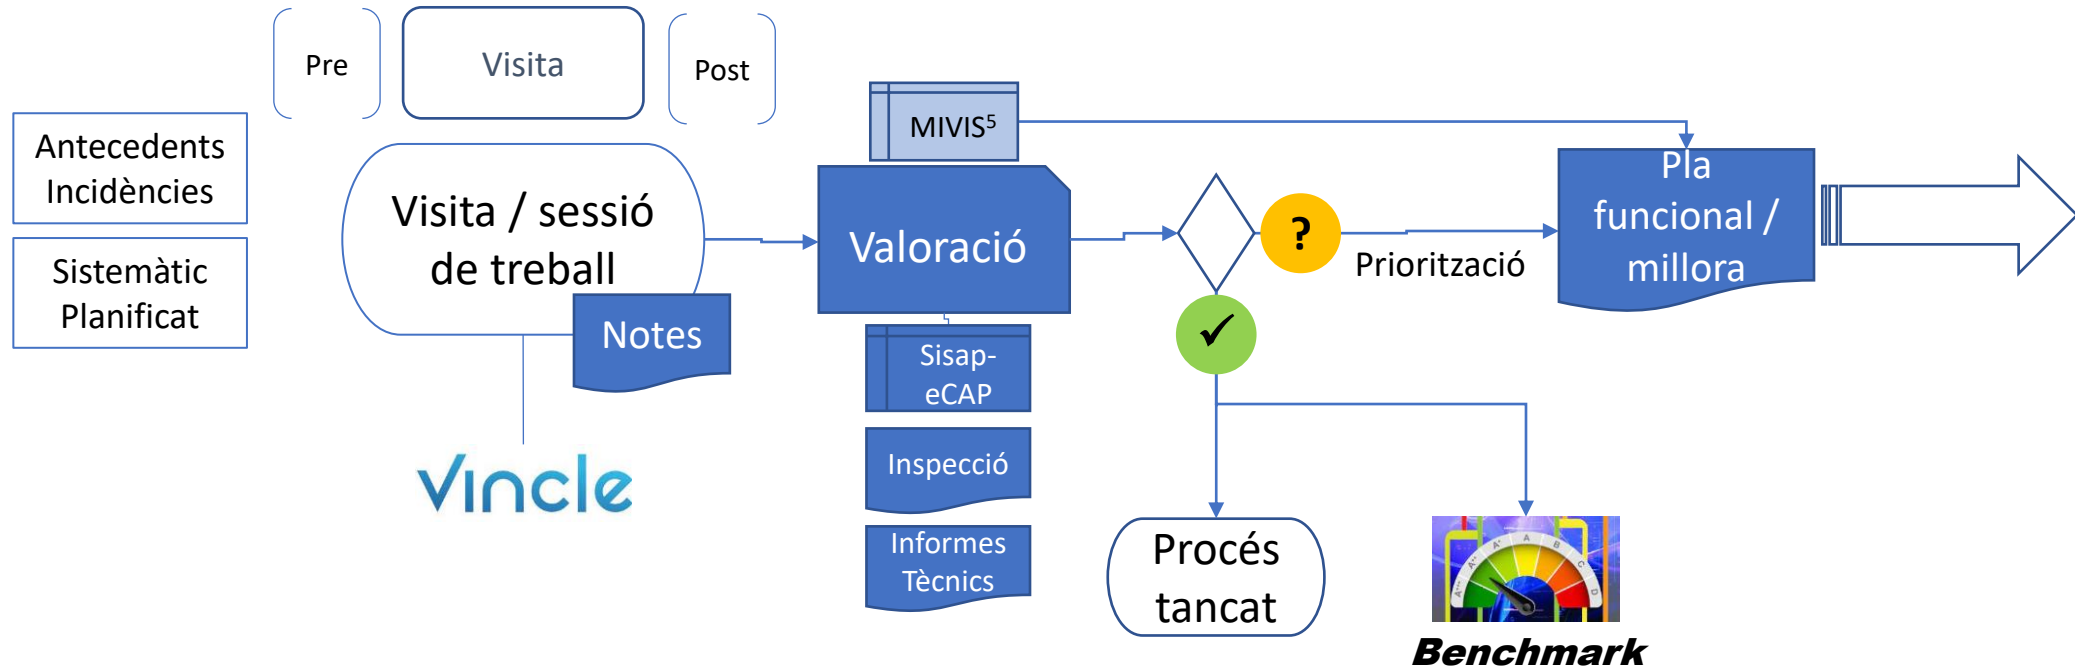 Pre
Visita
Post
Antecedents
Incidències
Sistemàtic
Planificat
Visita / sessió
de treball
Notes
Vincle
MIVIS⁵
Valoració
Sisap-
eCAP
Inspecció
Informes
Tècnics
?
Priorització
Pla
funcional /
millora
✓
Procés
tancat
A+++
A++
A+
A
B
C
D
Benchmark